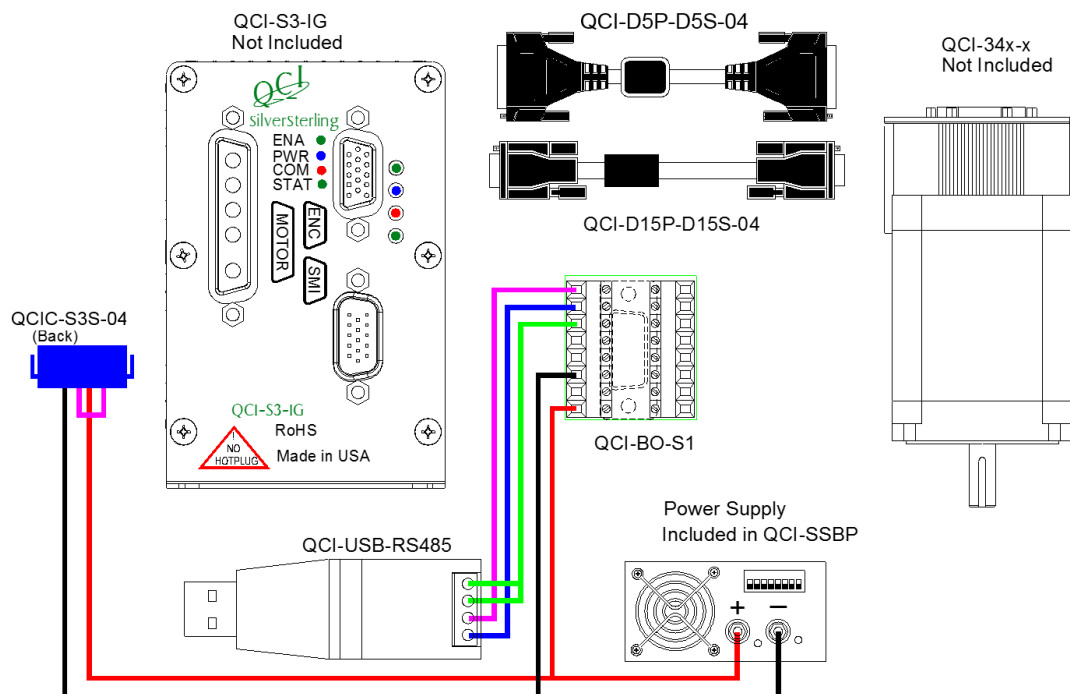 QCI-S3-IG
Not Included
QCI-D5P-D5S-04
QCI-34x-x
Not Included
QCI
SilverSterling
ENA
PWR
COM
STAT
MOTOR
ENC
SMI
QCI-D15P-D15S-04
QCIC-S3S-04
(Back)
QCI-S3-IG
RoHS
Made in USA
!
NO
HOTPLUG
QCI-BO-S1
Power Supply
Included in QCI-SSBP
QCI-USB-RS485
+ −